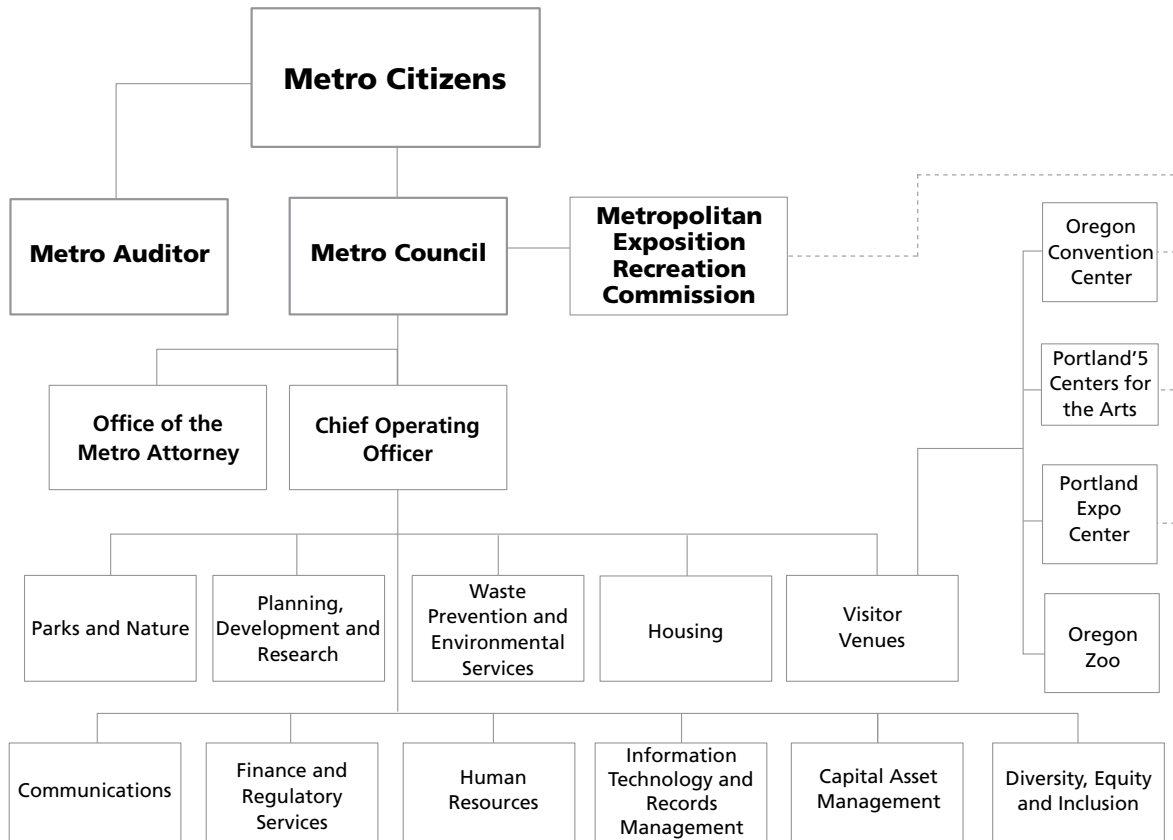 Metro Citizens
Metro Auditor
Metro Council
Metropolitan
Exposition
Recreation
Commission
Oregon
Convention
Center
Portland’5
Centers for
the Arts
Portland
Expo
Center
Oregon
Zoo
Office of the
Metro Attorney
Chief Operating
Officer
Parks and Nature
Planning,
Development and
Research
Waste
Prevention and
Environmental
Services
Housing
Visitor
Venues
Communications
Finance and
Regulatory
Services
Human
Resources
Information
Technology and
Records
Management
Capital Asset
Management
Diversity, Equity
and Inclusion